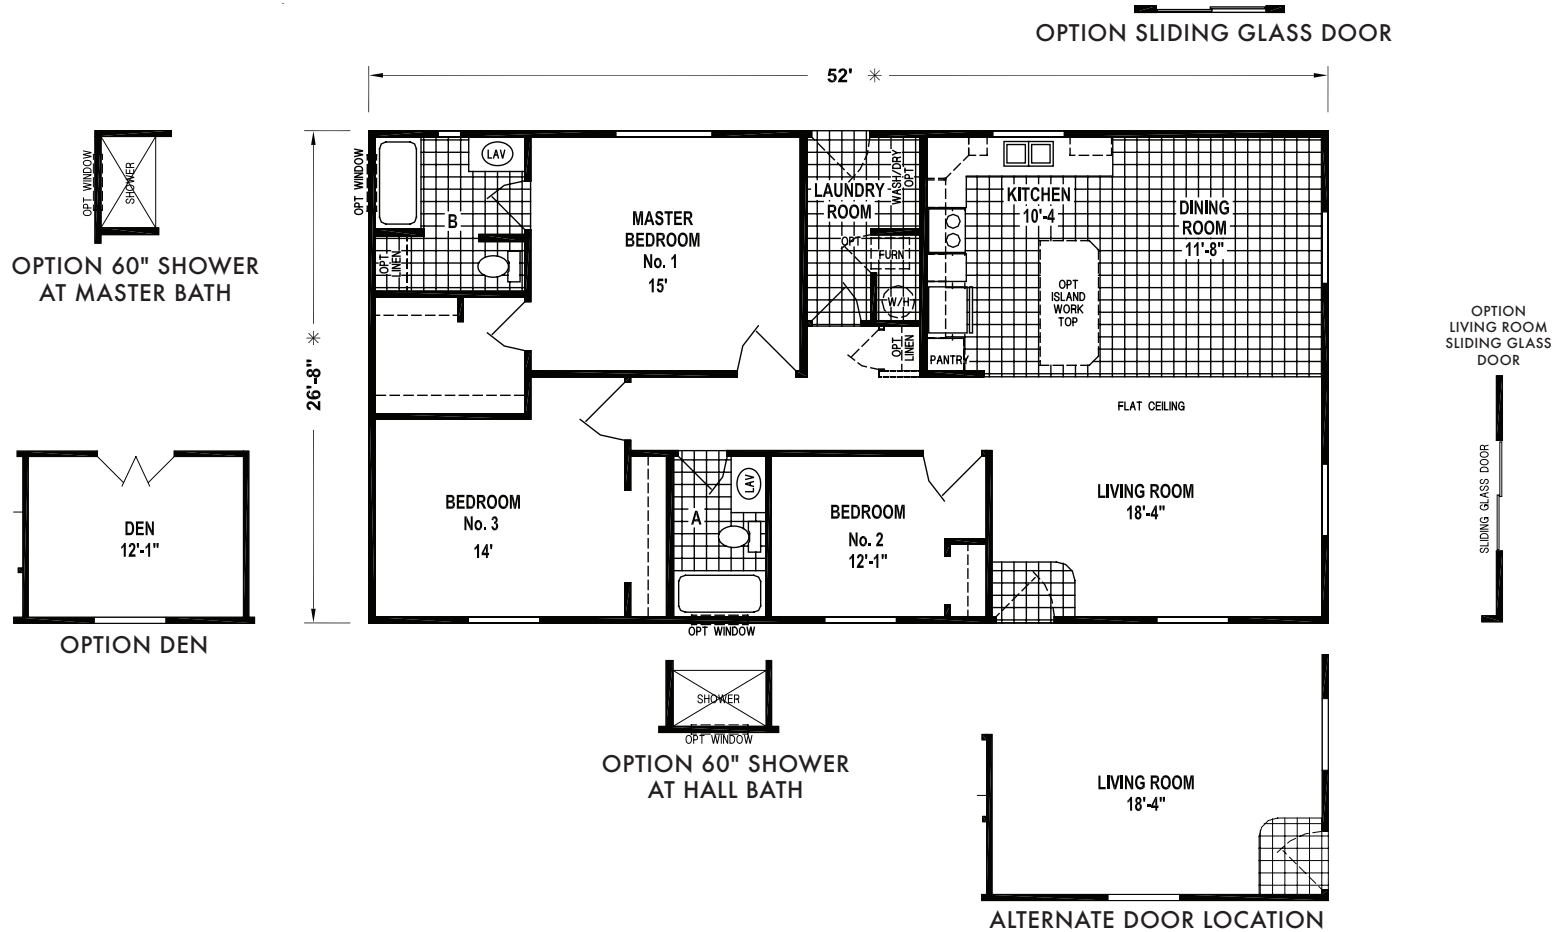 OPTION SLIDING GLASS DOOR
52' *
OPT WINDOW
SHOWER
OPTION 60" SHOWER
AT MASTER BATH
26'-8" *
OPT WINDOW
LAV
B
OPT
LINEN
MASTER
BEDROOM
No. 1
15'
LAUNDRY
ROOM
WASH/DRY
OPT
OPT
FURN
W/H
OPT
LINEN
KITCHEN
10'-4
DINING
ROOM
11'-8"
OPT
ISLAND
WORK
TOP
PANTRY
FLAT CEILING
OPTION
LIVING ROOM
SLIDING GLASS
DOOR
SLIDING GLASS DOOR
DEN
12'-1"
OPTION DEN
BEDROOM
No. 3
14'
LAV
A
OPT WINDOW
BEDROOM
No. 2
12'-1"
LIVING ROOM
18'-4"
SHOWER
OPT WINDOW
OPTION 60" SHOWER
AT HALL BATH
LIVING ROOM
18'-4"
ALTERNATE DOOR LOCATION